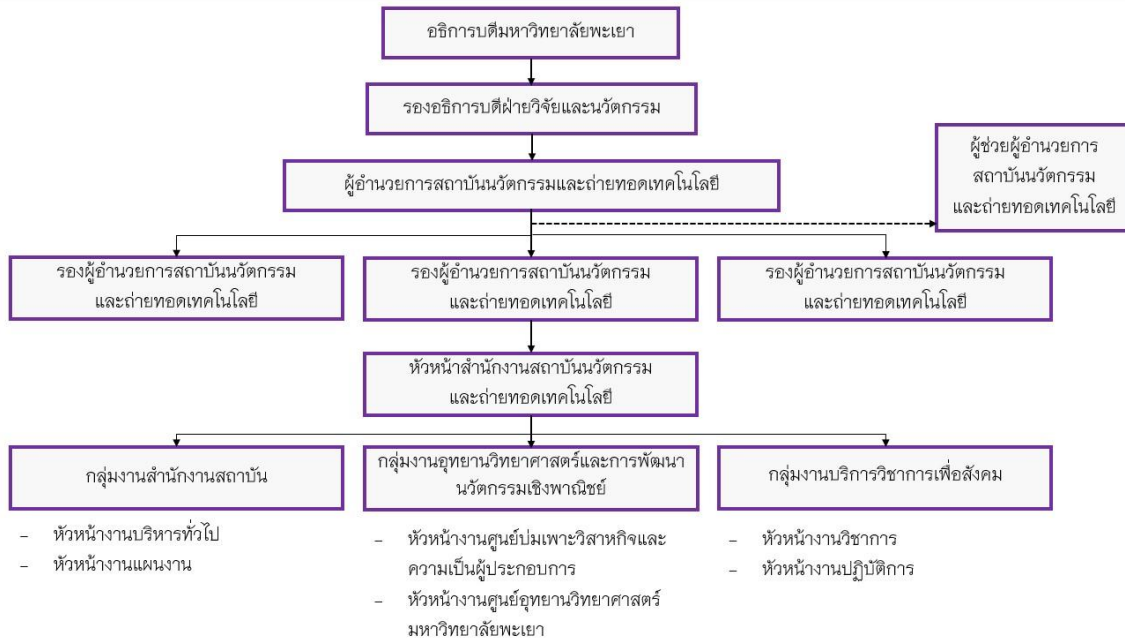 อธิการบดีมหาวิทยาลัยพะเยา
รองอธิการบดีฝ่ายวิจัยและนวัตกรรม
ผู้อำนวยการสถาบันนวัตกรรมและถ่ายทอดเทคโนโลยี
ผู้ช่วยผู้อำนวยการ
สถาบันนวัตกรรม
และถ่ายทอดเทคโนโลยี
รองผู้อำนวยการสถาบันนวัตกรรม
และถ่ายทอดเทคโนโลยี
รองผู้อำนวยการสถาบันนวัตกรรม
และถ่ายทอดเทคโนโลยี
รองผู้อำนวยการสถาบันนวัตกรรม
และถ่ายทอดเทคโนโลยี
หัวหน้าสำนักงานสถาบันนวัตกรรม
และถ่ายทอดเทคโนโลยี
กลุ่มงานสำนักงานสถาบัน
– หัวหน้างานบริหารทั่วไป
– หัวหน้างานแผนงาน
กลุ่มงานอุทยานวิทยาศาสตร์และการพัฒนา
นวัตกรรมเชิงพาณิชย์
– หัวหน้างานศูนย์บ่มเพาะวิสาหกิจและ
ความเป็นผู้ประกอบการ
– หัวหน้างานศูนย์อุทยานวิทยาศาสตร์
มหาวิทยาลัยพะเยา
กลุ่มงานบริการวิชาการเพื่อสังคม
– หัวหน้างานวิชาการ
– หัวหน้างานปฏิบัติการ